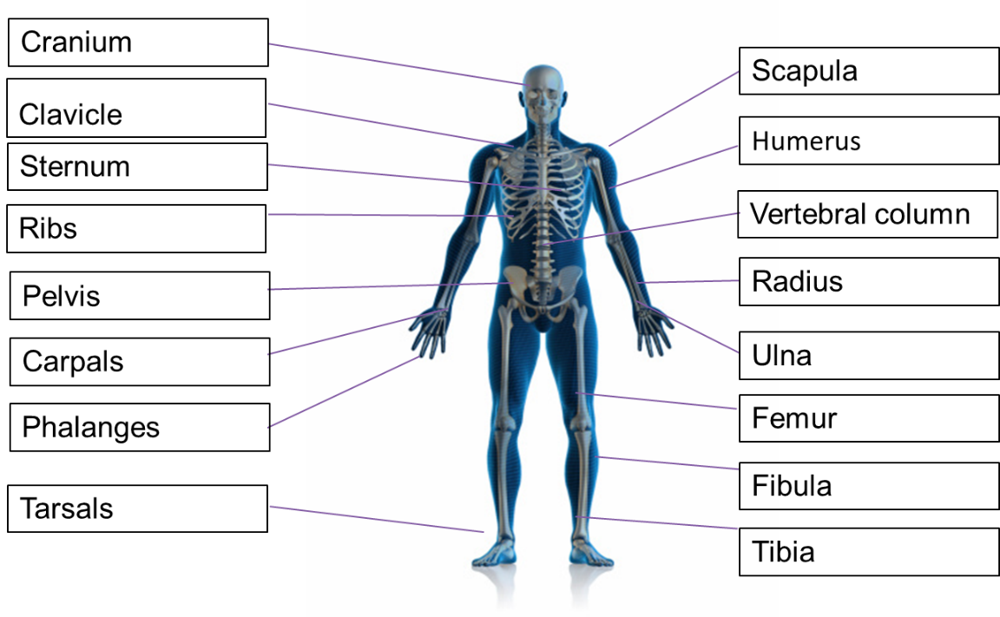 Cranium
Clavicle
Sternum
Ribs
Pelvis
Carpals
Phalanges
Tarsals
Scapula
Humerus
Vertebral column
Radius
Ulna
Femur
Fibula
Tibia